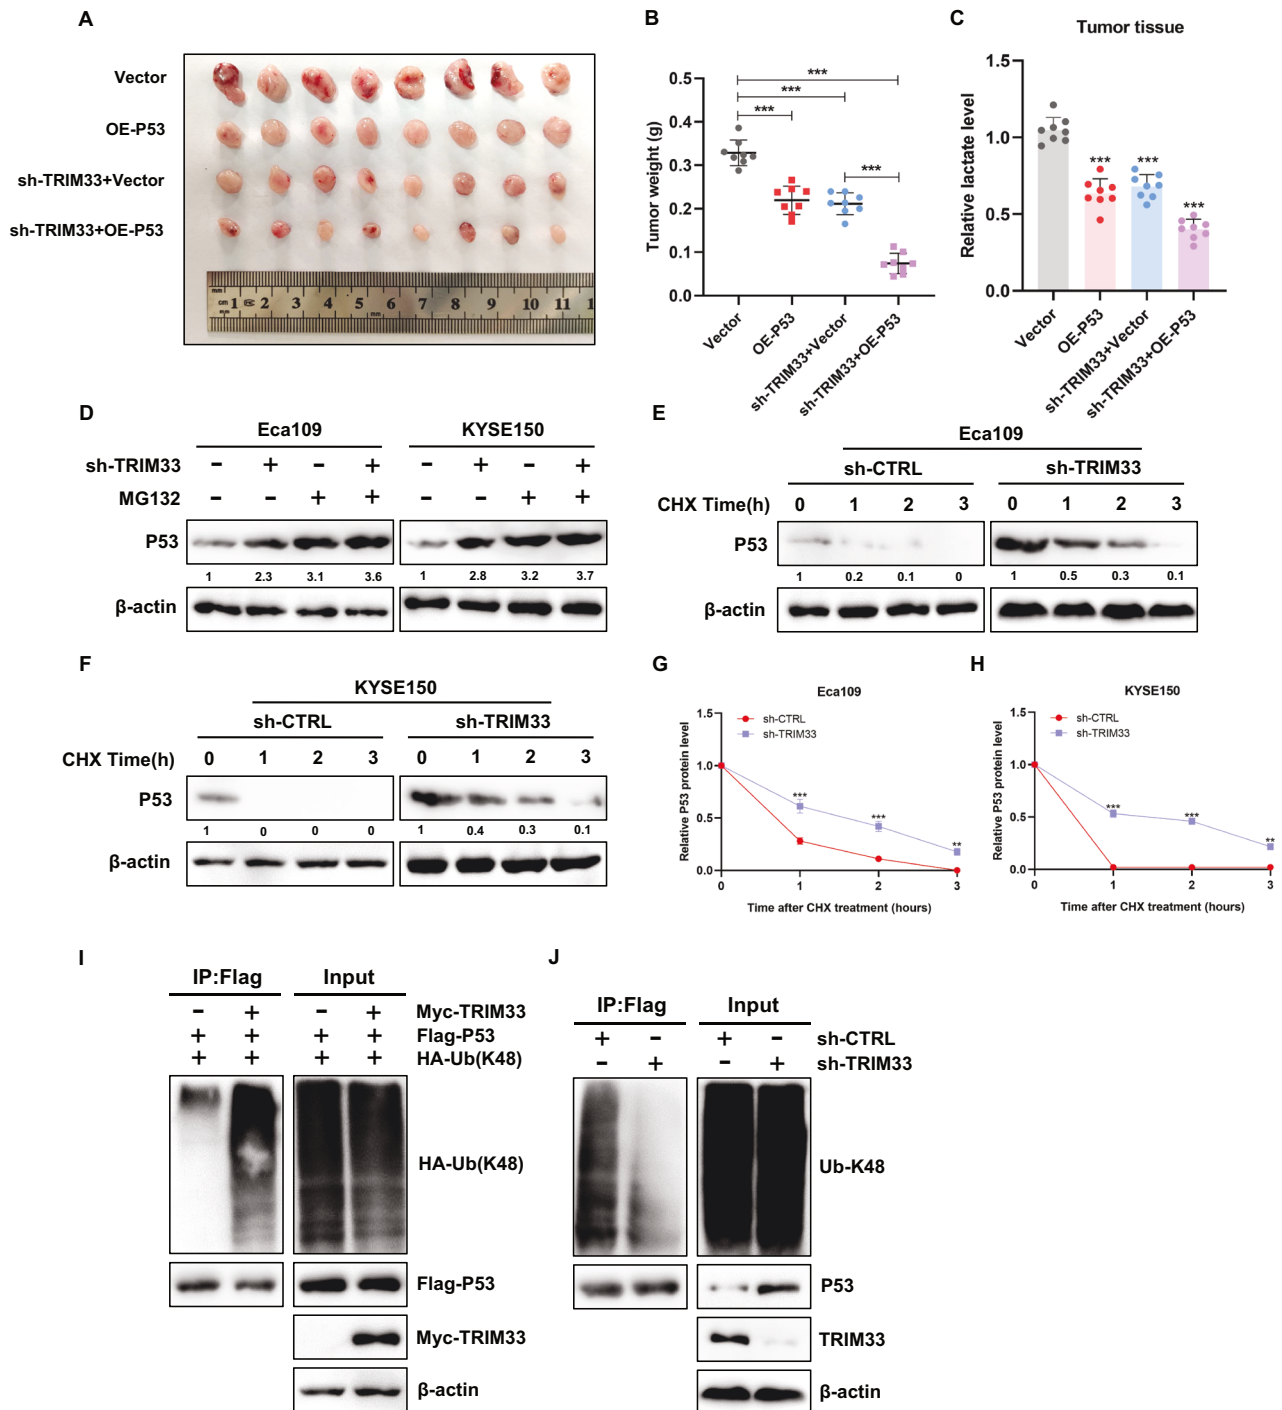 A
Vector
OE-P53
sh-TRIM33+Vector
sh-TRIM33+OE-P53
mm
cm 1 2 3 4 5 6 7 8 9 10 11 1
mm
B
Tumor weight (g)
0.5
0.4
0.3
0.2
0.1
0.0
***
***
***
***
Vector
OE-P53
sh-TRIM33+Vector
sh-TRIM33+OE-P53
C
Tumor tissue
Relative lactate level
1.5
1.0
0.5
0.0
*** *** ***
Vector
OE-P53
sh-TRIM33+Vector
sh-TRIM33+OE-P53
D
Eca109 KYSE150
sh-TRIM33 - + - + - + - +
MG132 - - + + - - + +
P53
1 2.3 3.1 3.6 1 2.8 3.2 3.7
β-actin
E
Eca109
sh-CTRL sh-TRIM33
CHX Time(h) 0 1 2 3 0 1 2 3
P53
1 0.2 0.1 0 1 0.5 0.3 0.1
β-actin
F
KYSE150
sh-CTRL sh-TRIM33
CHX Time(h) 0 1 2 3 0 1 2 3
P53
1 0 0 0 1 0.4 0.3 0.1
β-actin
G
Eca109
sh-CTRL
sh-TRIM33
Relative P53 protein level
1.5
1.0
0.5
0.0
*** *** **
0 1 2 3
Time after CHX treatment (hours)
H
KYSE150
sh-CTRL
sh-TRIM33
Relative P53 protein level
1.5
1.0
0.5
0.0
*** *** **
0 1 2 3
Time after CHX treatment (hours)
I
IP:Flag Input
- + - + Myc-TRIM33
+ + + + Flag-P53
+ + + + HA-Ub(K48)
HA-Ub(K48)
Flag-P53
Myc-TRIM33
β-actin
J
IP:Flag Input
+ - + - sh-CTRL
- + - + sh-TRIM33
Ub-K48
P53
TRIM33
β-actin